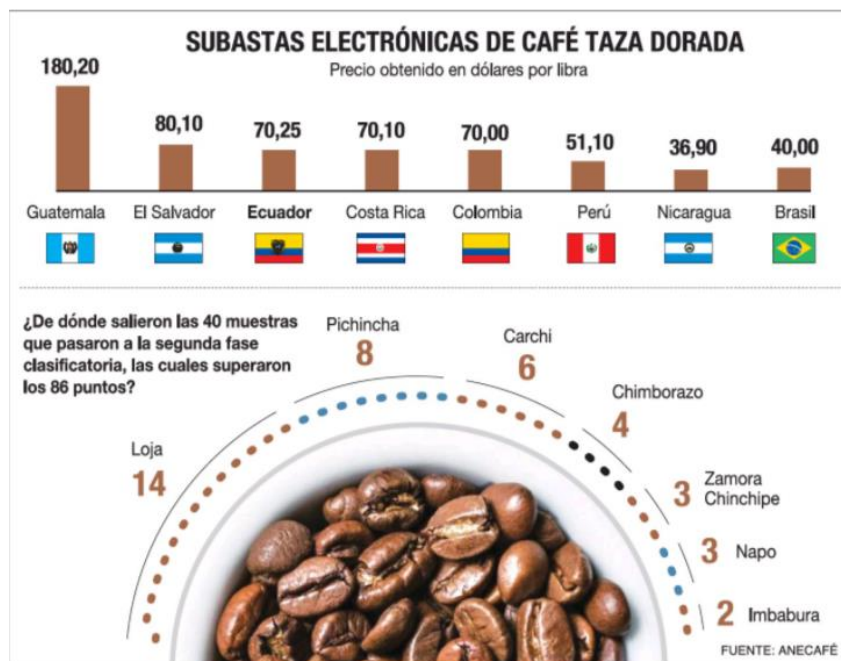 SUBASTAS ELECTRÓNICAS DE CAFÉ TAZA DORADA
Precio obtenido en dólares por libra
180,20
80,10
70,25
70,10
70,00
51,10
36,90
40,00
Guatemala
El Salvador
Ecuador
Costa Rica
Colombia
Perú
Nicaragua
Brasil
¿De dónde salieron las 40 muestras
que pasaron a la segunda fase
clasificatoria, las cuales superaron
los 86 puntos?
Loja
14
Pichincha
8
Carchi
6
Chimborazo
4
Zamora
Chinchipe
3
Napo
3
Imbabura
2
FUENTE: ANECAFÉ